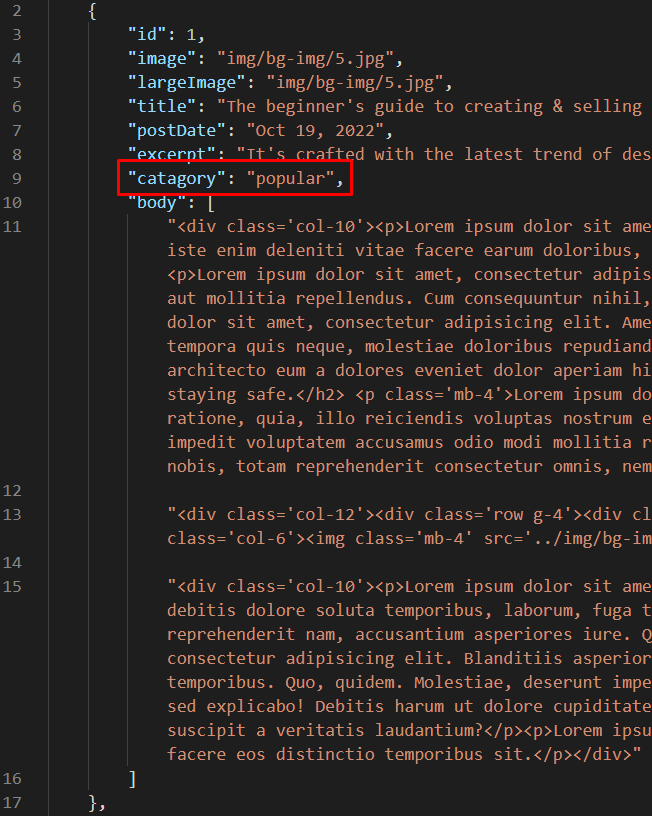 2 {
3 "id": 1,
4 "image": "img/bg-img/5.jpg",
5 "largeImage": "img/bg-img/5.jpg",
6 "title": "The beginner's guide to creating & selling
7 "postDate": "Oct 19, 2022",
8 "excerpt": "It's crafted with the latest trend of des
9 "catagory": "popular",
10 "body": [
11 "<div class='col-10'><p>Lorem ipsum dolor sit ame
iste enim deleniti vitae facere earum doloribus,
<p>Lorem ipsum dolor sit amet, consectetur adipis
aut mollitia repellendus. Cum consequuntur nihil,
dolor sit amet, consectetur adipisicing elit. Ame
tempora quis neque, molestiae doloribus repudiand
architecto eum a dolores eveniet dolor aperiam hi
staying safe.</h2> <p class='mb-4'>Lorem ipsum do
ratione, quia, illo reiciendis voluptas nostrum e
impedit voluptatem accusamus odio modi mollitia r
nobis, totam reprehenderit consectetur omnis, nem
12
13 "<div class='col-12'><div class='row g-4'><div cl
class='col-6'><img class='mb-4' src='../img/bg-im
14
15 "<div class='col-10'><p>Lorem ipsum dolor sit ame
debitis dolore soluta temporibus, laborum, fuga t
reprehenderit nam, accusantium asperiores iure. Q
consectetur adipisicing elit. Blanditiis asperior
temporibus. Quo, quidem. Molestiae, deserunt impe
sed explicabo! Debitis harum ut dolore cupiditate
suscipit a veritatis laudantium?</p><p>Lorem ipsu
facere eos distinctio temporibus sit.</p></div>"
16 ]
17 },